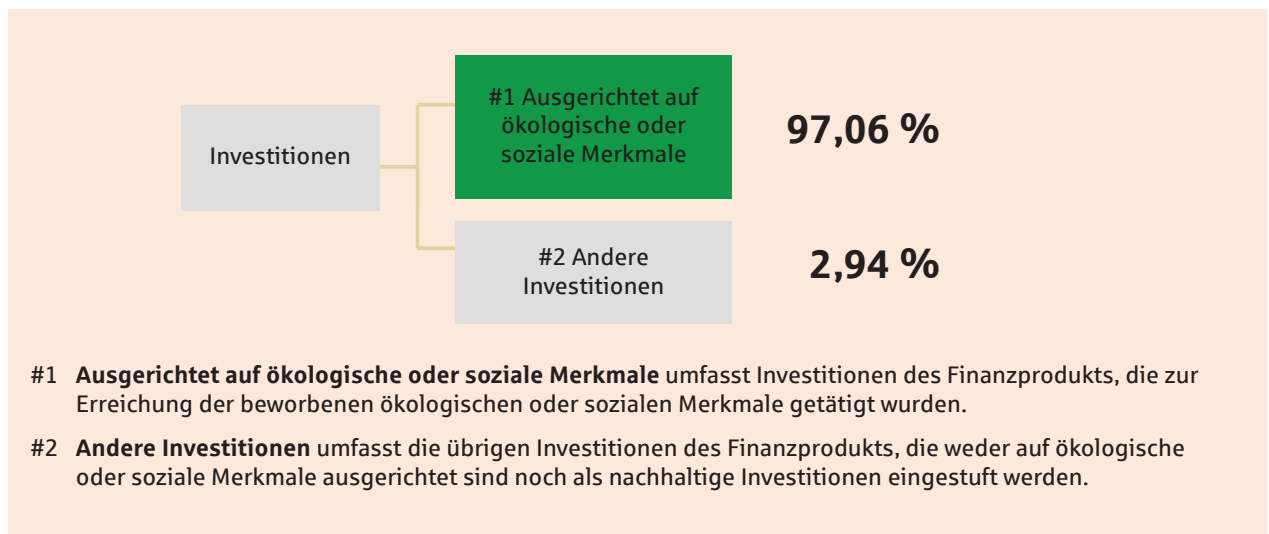 #1 Ausgerichtet auf
ökologische oder
soziale Merkmale
97,06 %
Investitionen
#2 Andere
Investitionen
2,94 %
#1 Ausgerichtet auf ökologische oder soziale Merkmale umfasst Investitionen des Finanzprodukts, die zur
Erreichung der beworbenen ökologischen oder sozialen Merkmale getätigt wurden.
#2 Andere Investitionen umfasst die übrigen Investitionen des Finanzprodukts, die weder auf ökologische
oder soziale Merkmale ausgerichtet sind noch als nachhaltige Investitionen eingestuft werden.